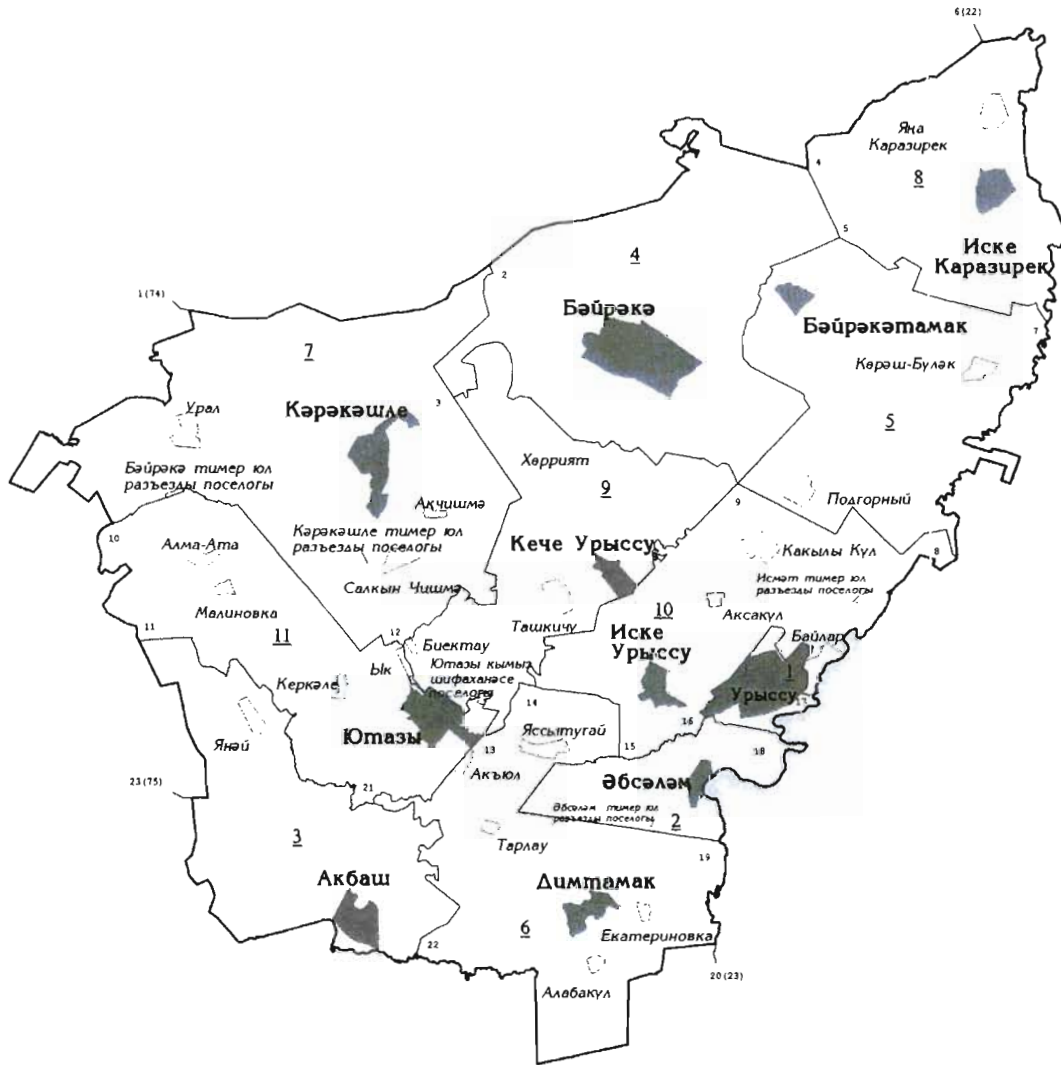 6 (22)
Яңа
Каразирек
8
4
5
Иске
Каразирек
4
2
1 (74)
Бәйрәкә
Бәйрәкәтамак
7
Көрәш-Бүләк
7
3
Кәрәкәшле
Урал
5
Бәйрәкә тимер юл
разъезды поселогы
Хөррият
9
Подгорный
9
Акчишмә
10
Алма-Ата
Кәрәкәшле тимер юл
разъезды поселогы
Кече Урыссу
Какылы Күл
8
Исмәт тимер юл
разъезды поселогы
Салкын Чишмә
Малиновка
11
11
12
Ташкичү
10
Аксакүл
Биектау
Иске
Урыссу
Байлар
1
Урыссу
17
Ык
Ютазы кымыз
шифаханәсе
поселогы
Керкәле
14
16
Ютазы
13
Яссытугай
15
18
Янәй
Акъюл
Әбсәләм
23 (75)
21
Әбсәләм тимер юл
разъезды поселогы
2
3
Тарлау
19
Акбаш
Димтамак
22
6
Екатериновка
20 (23)
Алабакүл